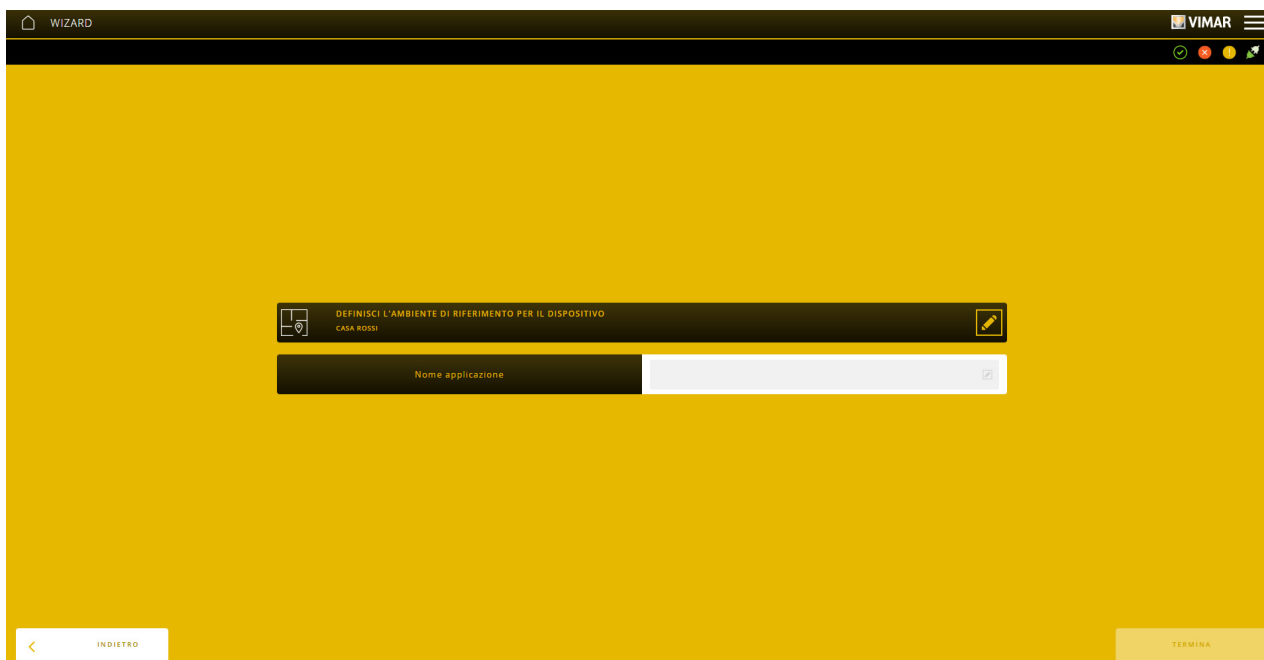 WIZARD
VIMAR
DEFINISCI L'AMBIENTE DI RIFERIMENTO PER IL DISPOSITIVO
CASA ROSSI
Nome applicazione
INDIETRO
TERMINA